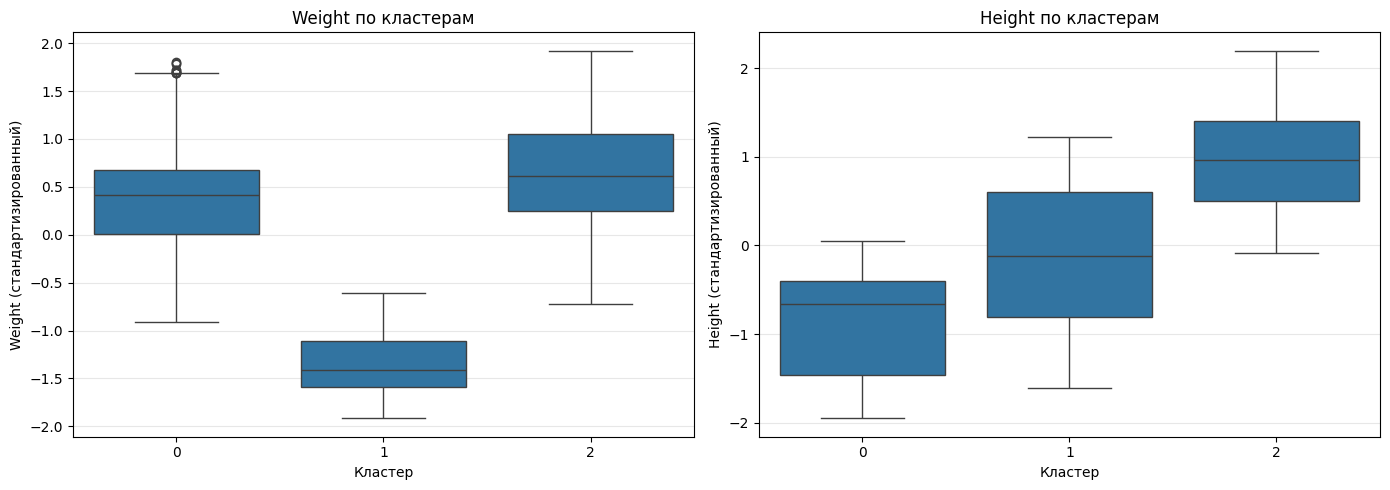 Weight по кластерам
Weight (стандартизированный)
2.0
1.5
1.0
0.5
0.0
−0.5
−1.0
−1.5
−2.0
0 1 2
Кластер
Height по кластерам
Height (стандартизированный)
2
1
0
−1
−2
0 1 2
Кластер